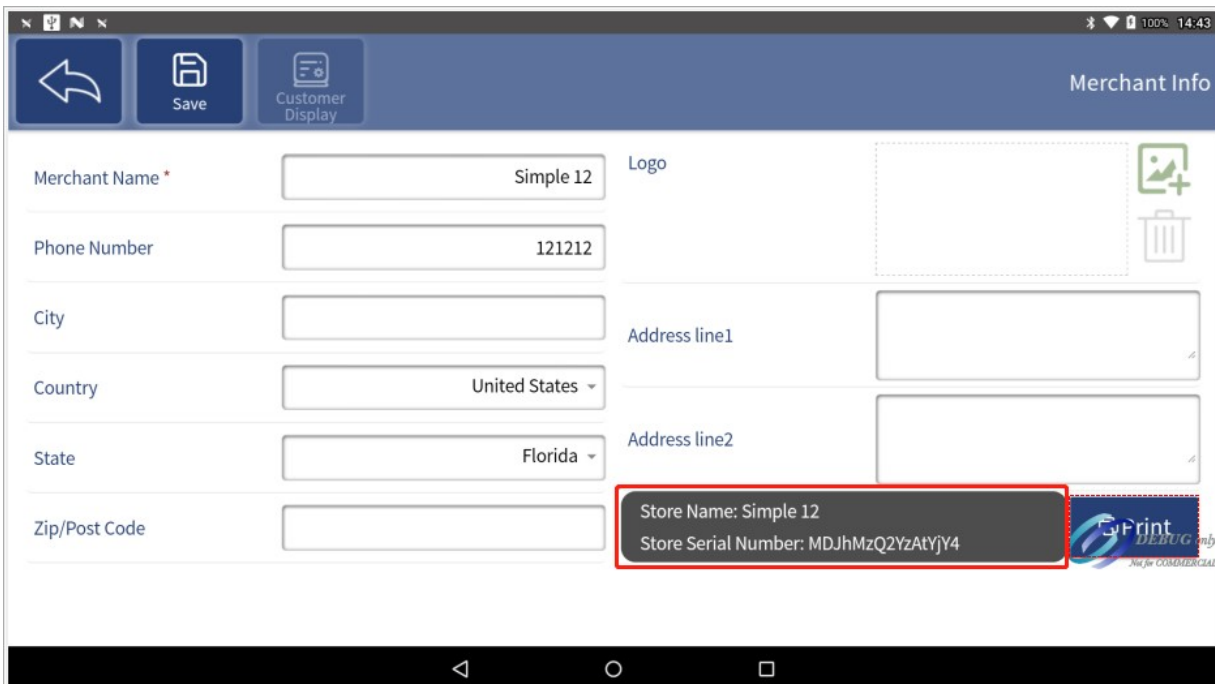 100% 14:43
Save
Customer
Display
Merchant Info
Merchant Name *
Simple 12
Phone Number
121212
City
Country
United States
State
Florida
Zip/Post Code
Logo
Address line1
Address line2
Store Name: Simple 12
Store Serial Number: MDJhMzQ2YzAtYjY4
Print
DEBUG only
Not for COMMERCIAL